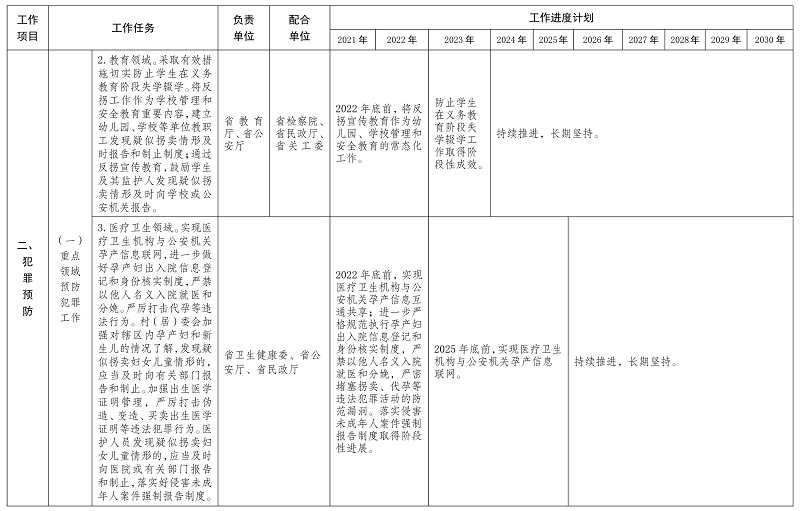 工作项目 工作任务 负责单位 配合单位 工作进度计划
2021年 2022年 2023年 2024年 2025年 2026年 2027年 2028年 2029年 2030年
二、犯罪预防
(一)
重点
领域
预防
犯罪
工作
2.教育领域。采取有效措
施切实防止学生在义务
教育阶段失学辍学。将反
拐工作作为学校管理和
安全教育重要内容,建立
幼儿园、学校等单位教职
工发现疑似拐卖情形及
时报告和制止制度;通过
反拐宣传教育,鼓励学生
及其监护人发现疑似拐
卖情形及时向学校或公
安机关报告。
省教育
厅、省公
安厅
省检察院、
省民政厅、
省关工委
2022年底前,将反
拐宣传教育作为幼
儿园、学校管理和
安全教育的常态化
工作。
防止学生
在义务教
育阶段失
学辍学工
作取得阶
段性成效。
持续推进,长期坚持。
3.医疗卫生领域。实现医
疗卫生机构与公安机关
孕产信息联网,进一步做
好孕产妇出入院信息登
记和身份核实制度,严禁
以他人名义入院就医和
分娩。严厉打击代孕等违
法行为。村(居)委会加
强对辖区内孕产妇和新
生儿的情况了解,发现疑
似拐卖妇女儿童情形的,
应当及时向有关部门报
告和制止。加强出生医学
证明管理,严厉打击伪
造、变造、买卖出生医学
证明等违法犯罪行为。医
护人员发现疑似拐卖妇
女儿童情形的,应当及时
向医院或有关部门报告
和制止,落实好侵害未成
年人案件强制报告制度。
省卫生健康委、省公
安厅、省民政厅
2022年底前,实现
医疗卫生机构与公
安机关孕产信息互
通共享;进一步严
格规范执行孕产妇
出入院信息登记和
身份核实制度,严
禁以他人名义入院
就医和分娩,严密
堵塞拐卖、代孕等
违法犯罪活动的防
范漏洞。落实侵害
未成年人案件强制
报告制度取得阶段
性进展。
2025年底前,实现医疗卫生
机构与公安机关孕产信息
联网。
持续推进,长期坚持。